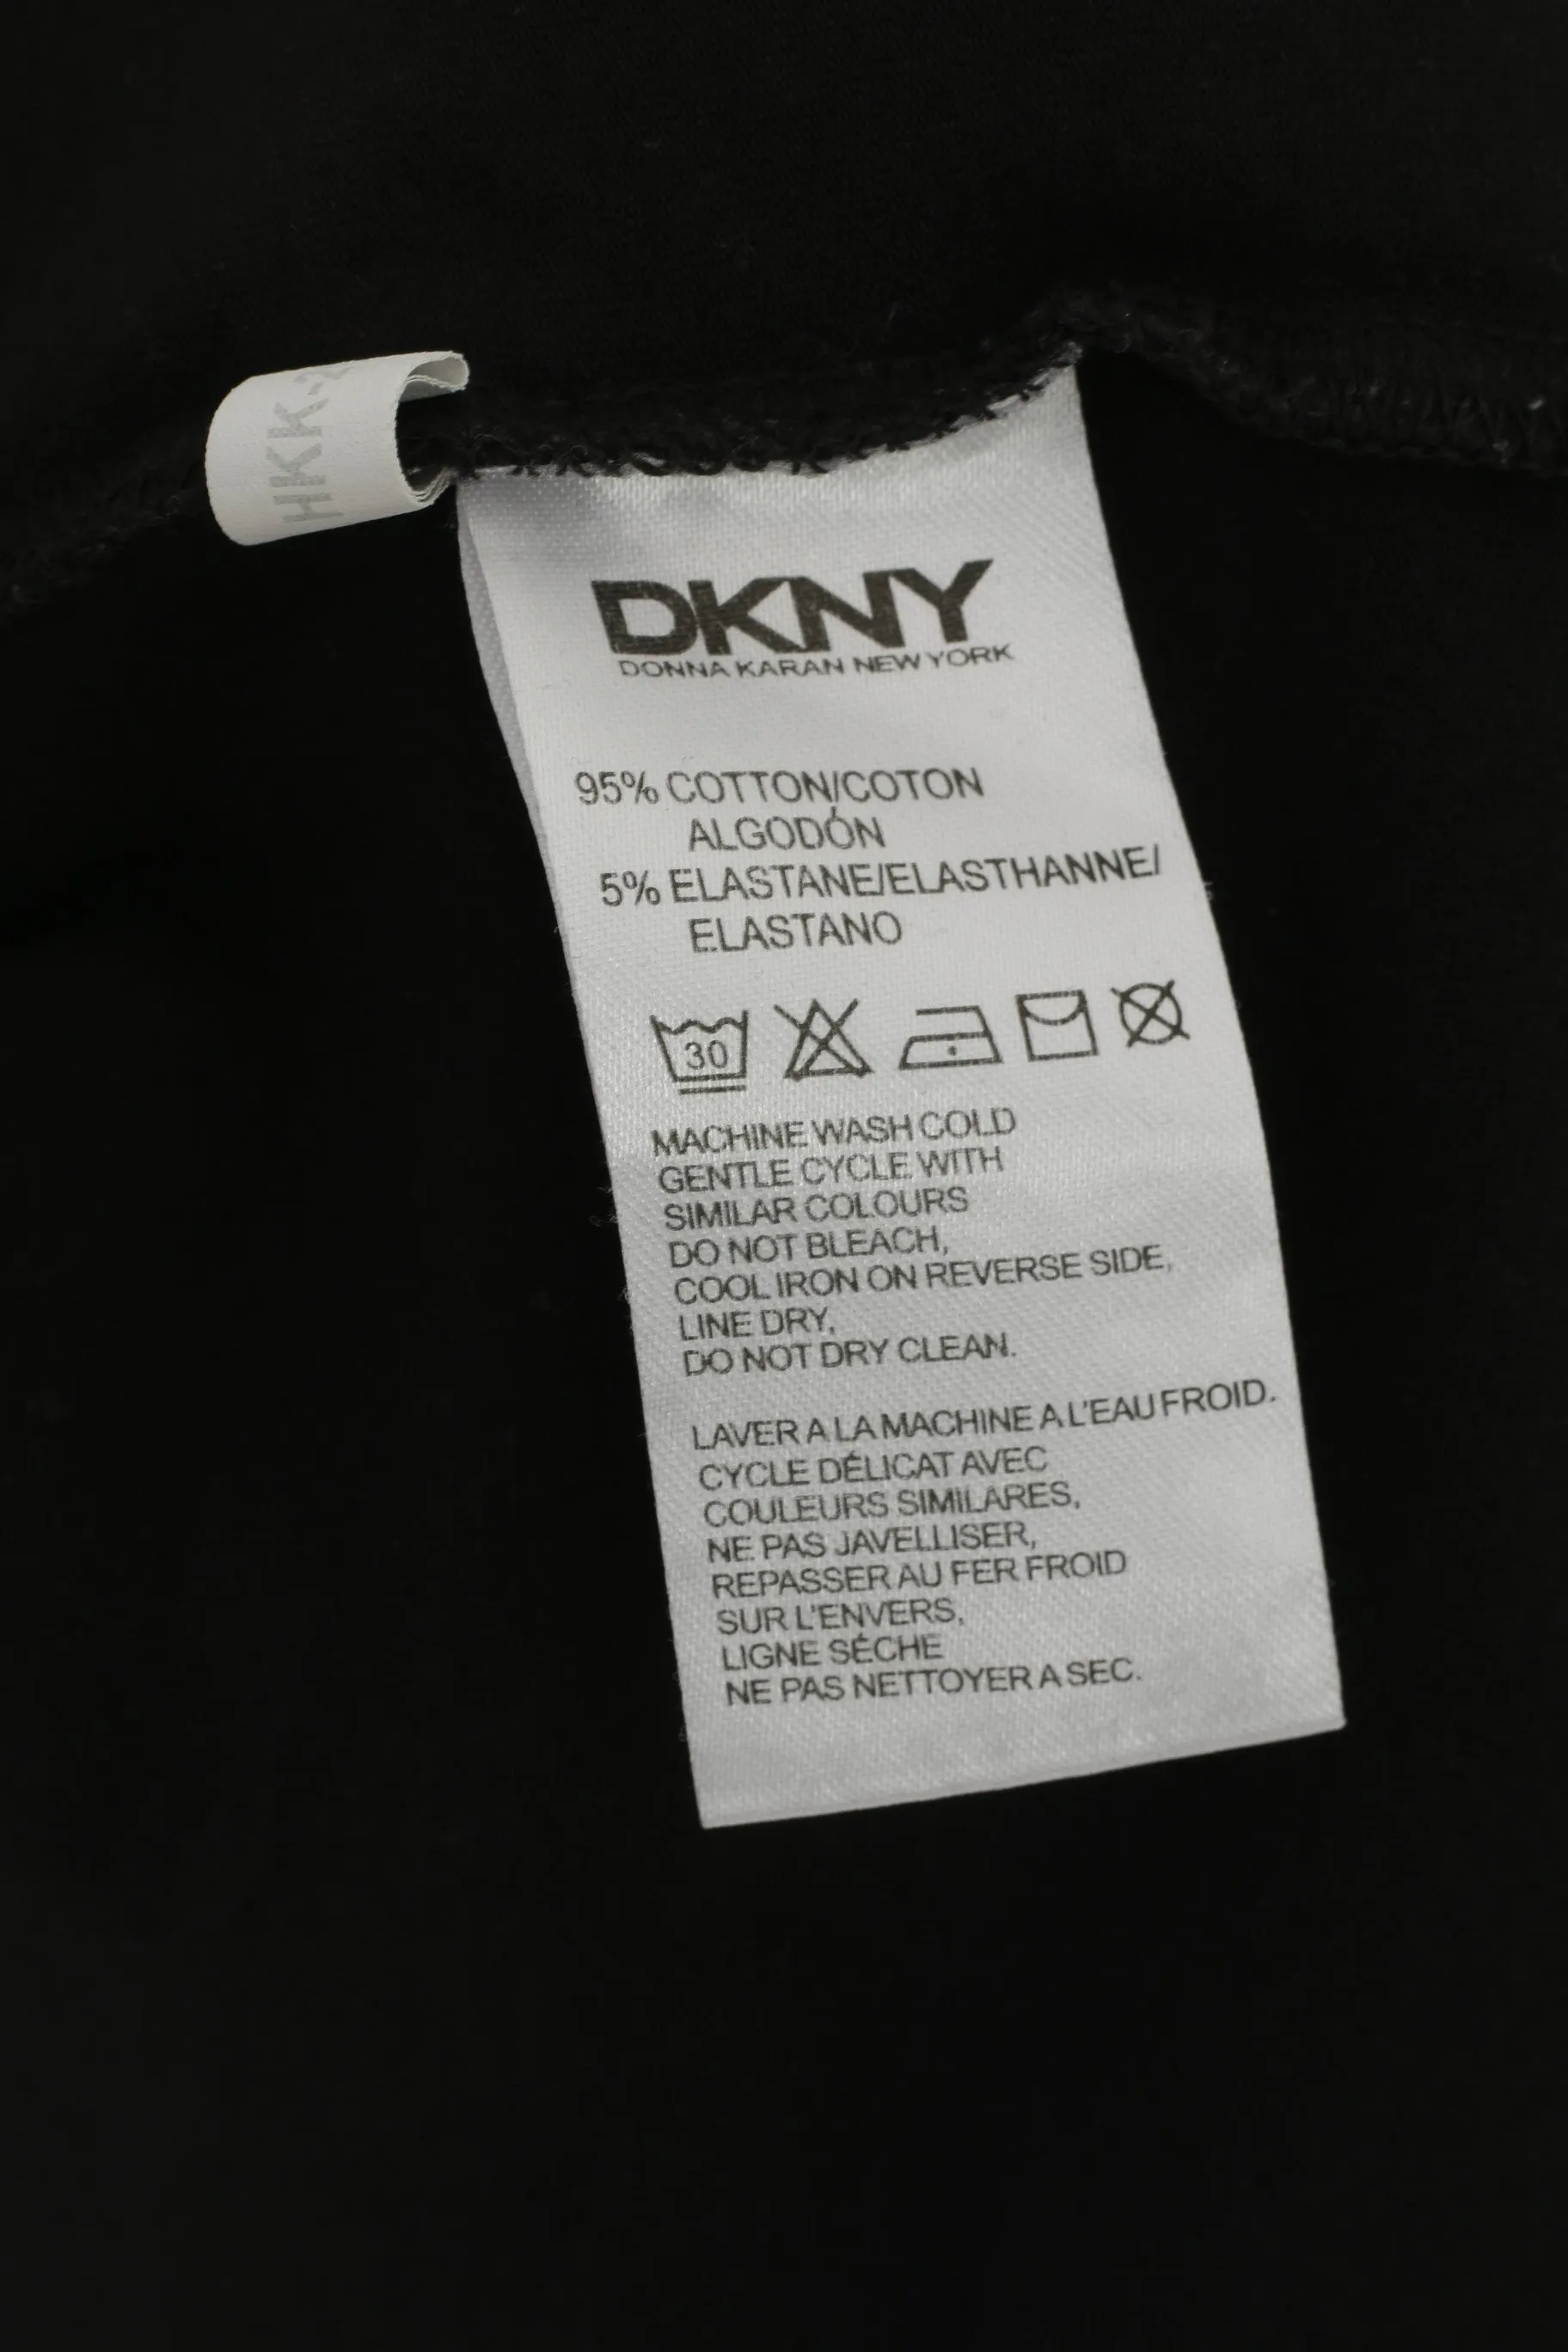 HKK-2
DKNY
DONNA KARAN NEW YORK
95% COTTON/COTON
ALGODÓN
5% ELASTANE/ELASTHANNE/
ELASTANO
30
MACHINE WASH COLD
GENTLE CYCLE WITH
SIMILAR COLOURS
DO NOT BLEACH,
COOL IRON ON REVERSE SIDE,
LINE DRY,
DO NOT DRY CLEAN.
LAVER A LA MACHINE A L'EAU FROID.
CYCLE DÉLICAT AVEC
COULEURS SIMILARES,
NE PAS JAVELLISER,
REPASSER AU FER FROID
SUR L'ENVERS,
LIGNE SÉCHE
NE PAS NETTOYER A SEC.